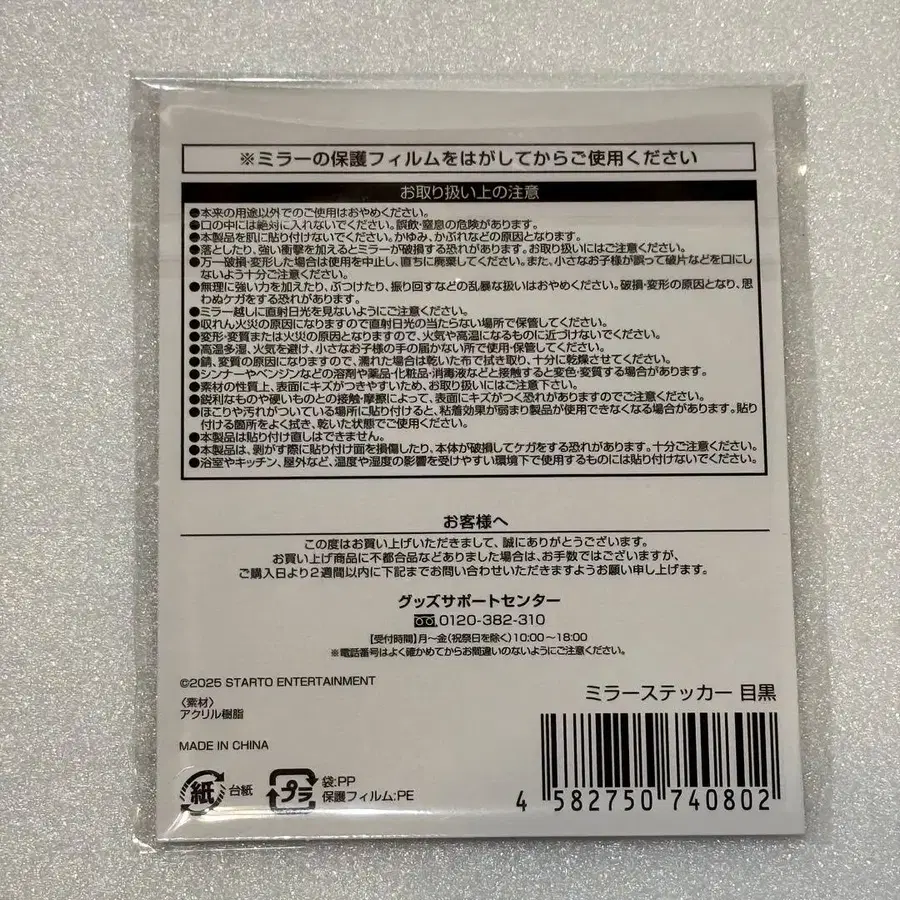 ※ミラーの保護フィルムをはがしてからご使用ください
お取り扱い上の注意
●本来の用途以外でのご使用はおやめください。
●口の中には絶対に入れないでください。誤飲・窒息の危険があります。
●本製品を肌に貼り付けないでください。かゆみ、かぶれなどの原因となります。
●落としたり、強い衝撃を加えるとミラーが破損する恐れがあります。お取り扱いにはご注意ください。
●万一破損・変形した場合は使用を中止し、直ちに廃棄してください。また、小さなお子様が誤って破片などを口にし
ないよう十分ご注意ください。
●無理に強い力を加えたり、ぶつけたり、振り回すなどの乱暴な扱いはおやめください。破損・変形の原因となり、思
わぬケガをする恐れがあります。
●ミラー越しに直射日光を見ないようにご注意ください。
●収れん火災の原因になりますので直射日光の当たらない場所で保管してください。
●変形・変質または火災の原因となりますので、火気や高温になるものに近づけないでください。
●高温多湿、火気を避け、小さなお子様の手の届かない所で使用・保管してください。
●錆、変質の原因になりますので、濡れた場合は乾いた布で拭き取り、十分に乾燥させてください。
●シンナーやベンジンなどの溶剤や薬品・化粧品・消毒液などと接触すると変色・変質する場合があります。
●素材の性質上、表面にキズがつきやすいため、お取り扱いにはご注意下さい。
●鋭利なものや硬いものとの接触・摩擦によって、表面にキズがつく恐れがありますのでご注意ください。
●ほこりや汚れがついている場所に貼り付けると、粘着効果が弱まり製品が使用できなくなる場合があります。貼り
付ける箇所をよく拭き、乾いた状態でご使用ください。
●本製品は貼り付け直しはできません。
●本製品は、剥がす際に貼り付け面を損傷したり、本体が破損してケガをする恐れがあります。十分ご注意ください。
●浴室やキッチン、屋外など、温度や湿度の影響を受けやすい環境下で使用するものには貼り付けないでください。
お客様へ
この度はお買い上げいただきまして、誠にありがとうございます。
お買い上げ商品に不都合品などありました場合は、お手数ではございますが、
ご購入日より2週間以内に下記までお問い合わせいただきますようお願い申し上げます。
グッズサポートセンター
0120-382-310
【受付時間】月～金(祝祭日を除く)10:00～18:00
※電話番号はよく確かめてからお間違いのないようにご注意ください。
©2025 STARTO ENTERTAINMENT
〈素材〉
アクリル樹脂
MADE IN CHINA
紙 台紙
プラ 袋:PP
保護フィルム:PE
ミラーステッカー 目黒
4 582750 740802